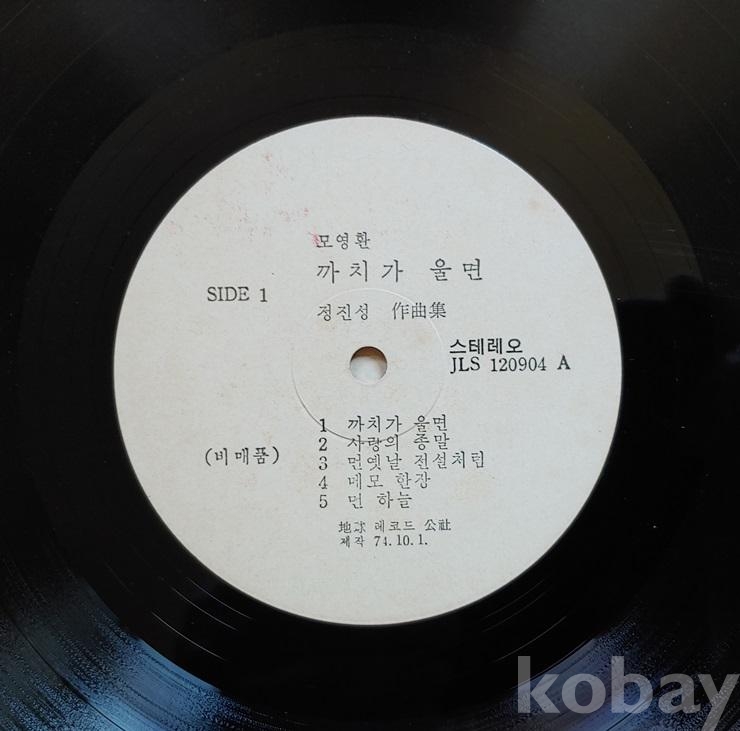 모영환
까치가 울면
SIDE 1
정진성 作曲集
스테레오
JLS 120904 A
(비매품)
1 까치가 울면
2 사랑의 종말
3 먼옛날 전설처럼
4 메모 한장
5 먼 하늘
地球 레코드 公社
제작 74.10.1.
kobay